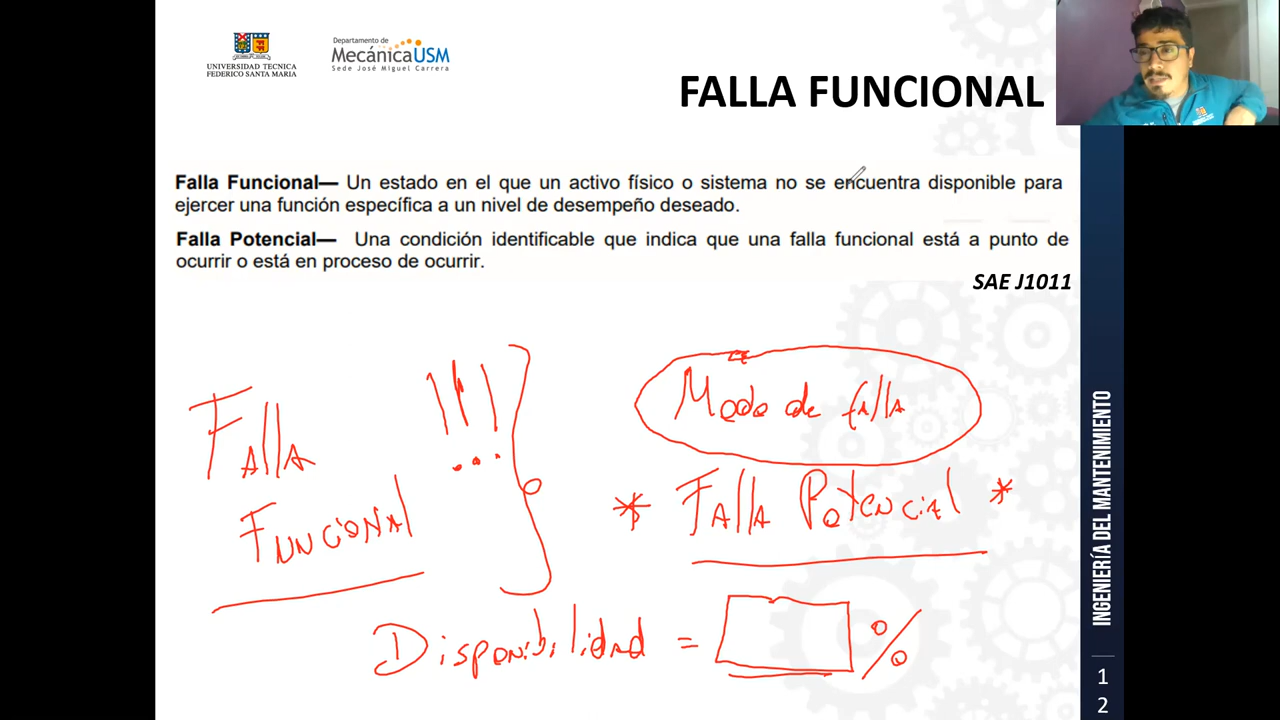 UNIVERSIDAD TECNICA
FEDERICO SANTA MARIA
Departamento de
MecánicaUSM
Sede José Miguel Carrera
FALLA FUNCIONAL
Falla Funcional— Un estado en el que un activo físico o sistema no se encuentra disponible para
ejercer una función específica a un nivel de desempeño deseado.
Falla Potencial— Una condición identificable que indica que una falla funcional está a punto de
ocurrir o está en proceso de ocurrir.
SAE J1011
Falla
Funcional
!!!
...
Modo de falla
* Falla Potencial *
Disponibilidad = %
INGENIERÍA DEL MANTENIMIENTO
1
2